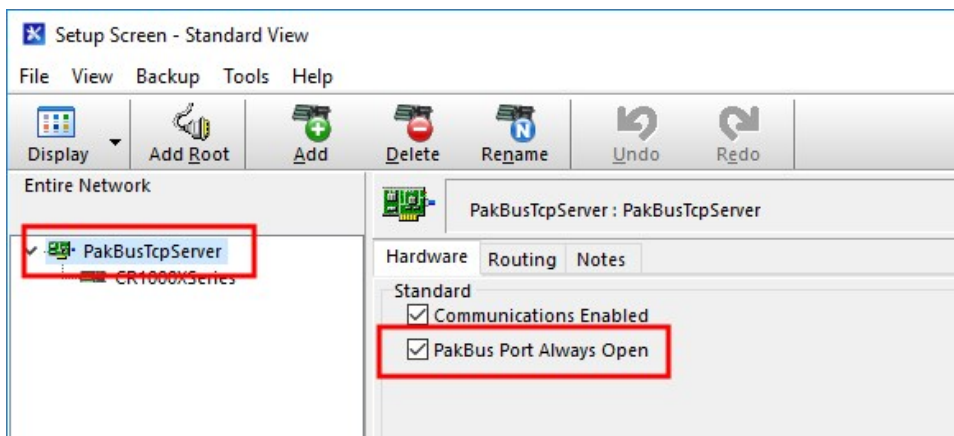 Setup Screen - Standard View
File View Backup Tools Help
Display Add Root Add Delete Rename Undo Redo
Entire Network
PakBusTcpServer : PakBusTcpServer
PakBusTcpServer
CR1000XSeries
Hardware Routing Notes
Standard
Communications Enabled
PakBus Port Always Open